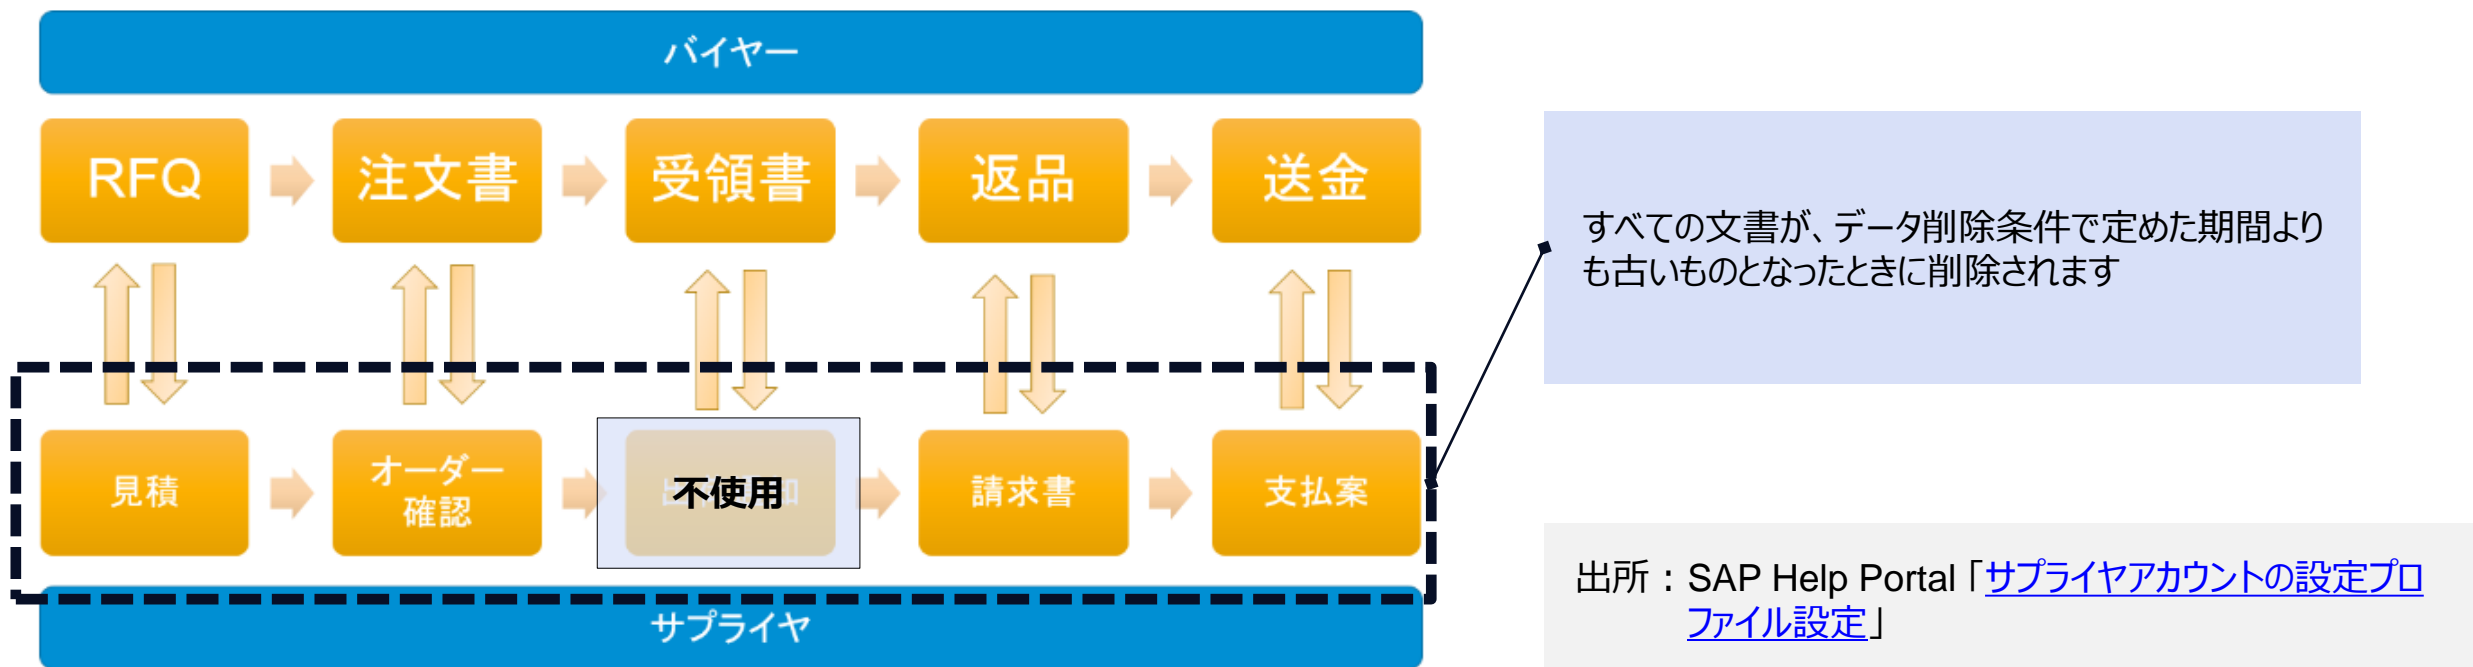 バイヤー
RFQ
注文書
受領書
返品
送金
すべての文書が、データ削除条件で定めた期間より
も古いものとなったときに削除されます
見積
オーダー
確認
不使用
請求書
支払案
サプライヤ
出所：SAP Help Portal「サプライヤアカウントの設定プロ
ファイル設定」